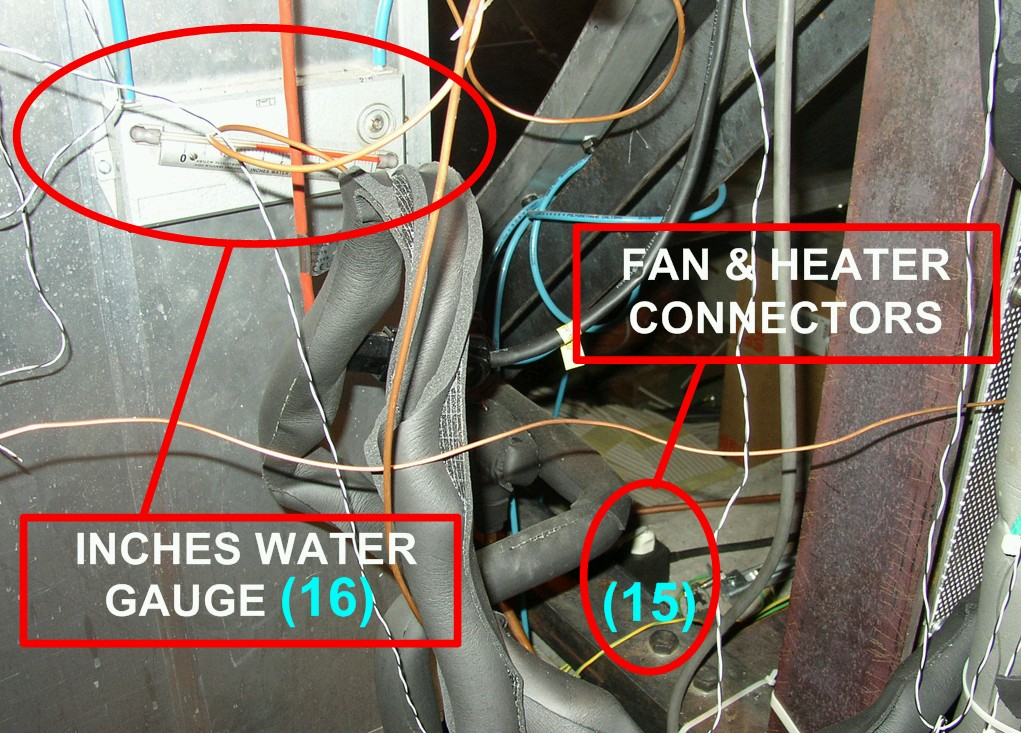 0
INCHES WATER
FAN & HEATER
CONNECTORS
INCHES WATER
GAUGE (16)
(15)